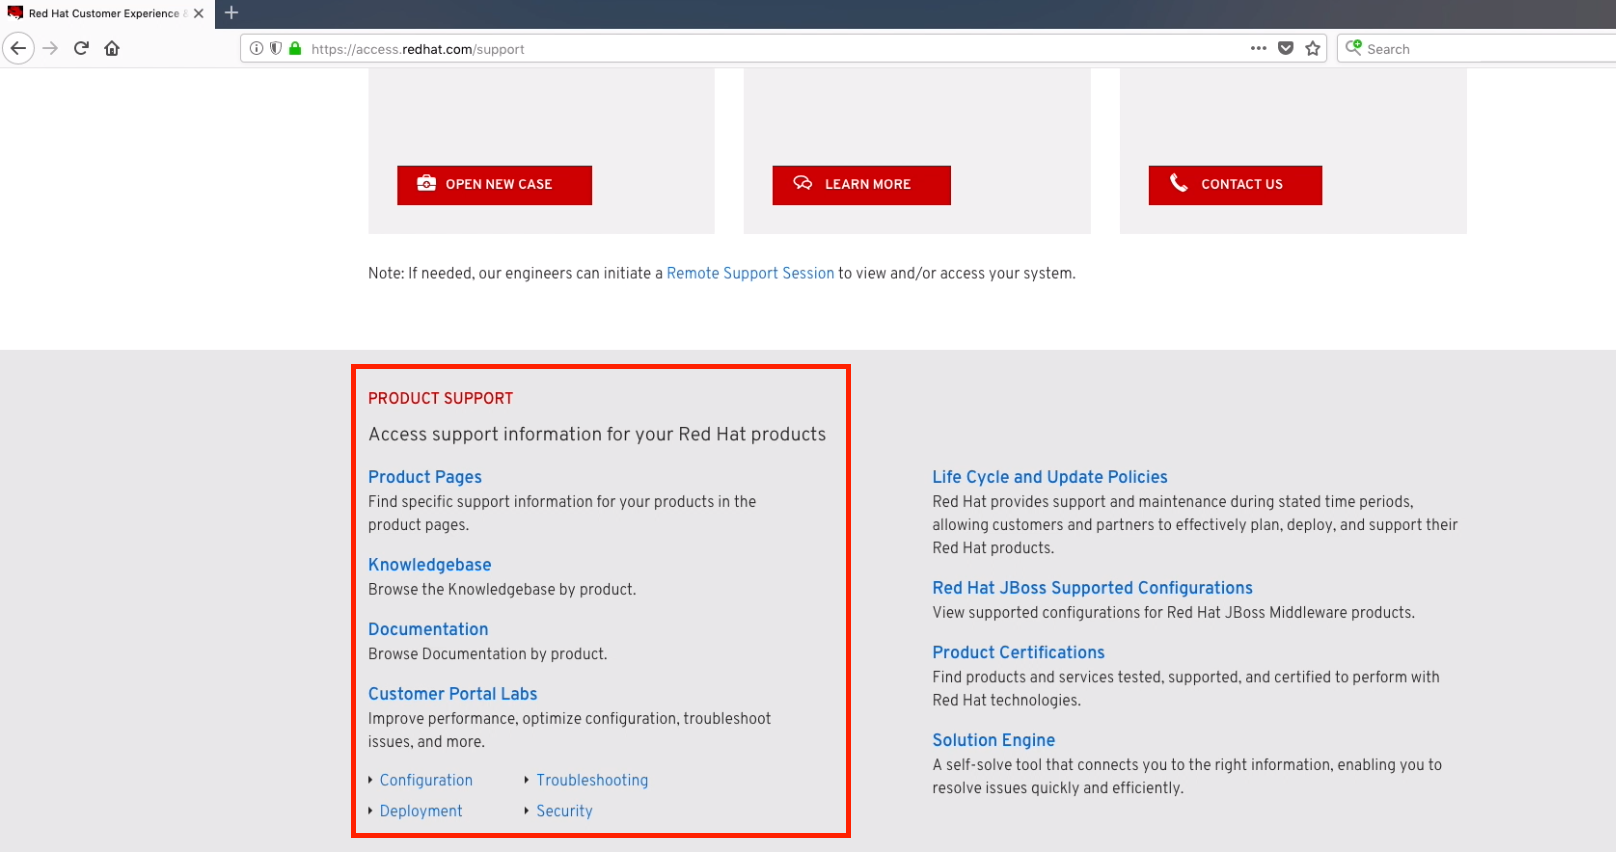 Red Hat Customer Experience &
https://access.redhat.com/support
Search
OPEN NEW CASE
LEARN MORE
CONTACT US
Note: If needed, our engineers can initiate a Remote Support Session to view and/or access your system.
PRODUCT SUPPORT
Access support information for your Red Hat products
Product Pages
Find specific support information for your products in the
product pages.
Knowledgebase
Browse the Knowledgebase by product.
Documentation
Browse Documentation by product.
Customer Portal Labs
Improve performance, optimize configuration, troubleshoot
issues, and more.
Configuration
Troubleshooting
Deployment
Security
Life Cycle and Update Policies
Red Hat provides support and maintenance during stated time periods,
allowing customers and partners to effectively plan, deploy, and support their
Red Hat products.
Red Hat JBoss Supported Configurations
View supported configurations for Red Hat JBoss Middleware products.
Product Certifications
Find products and services tested, supported, and certified to perform with
Red Hat technologies.
Solution Engine
A self-solve tool that connects you to the right information, enabling you to
resolve issues quickly and efficiently.